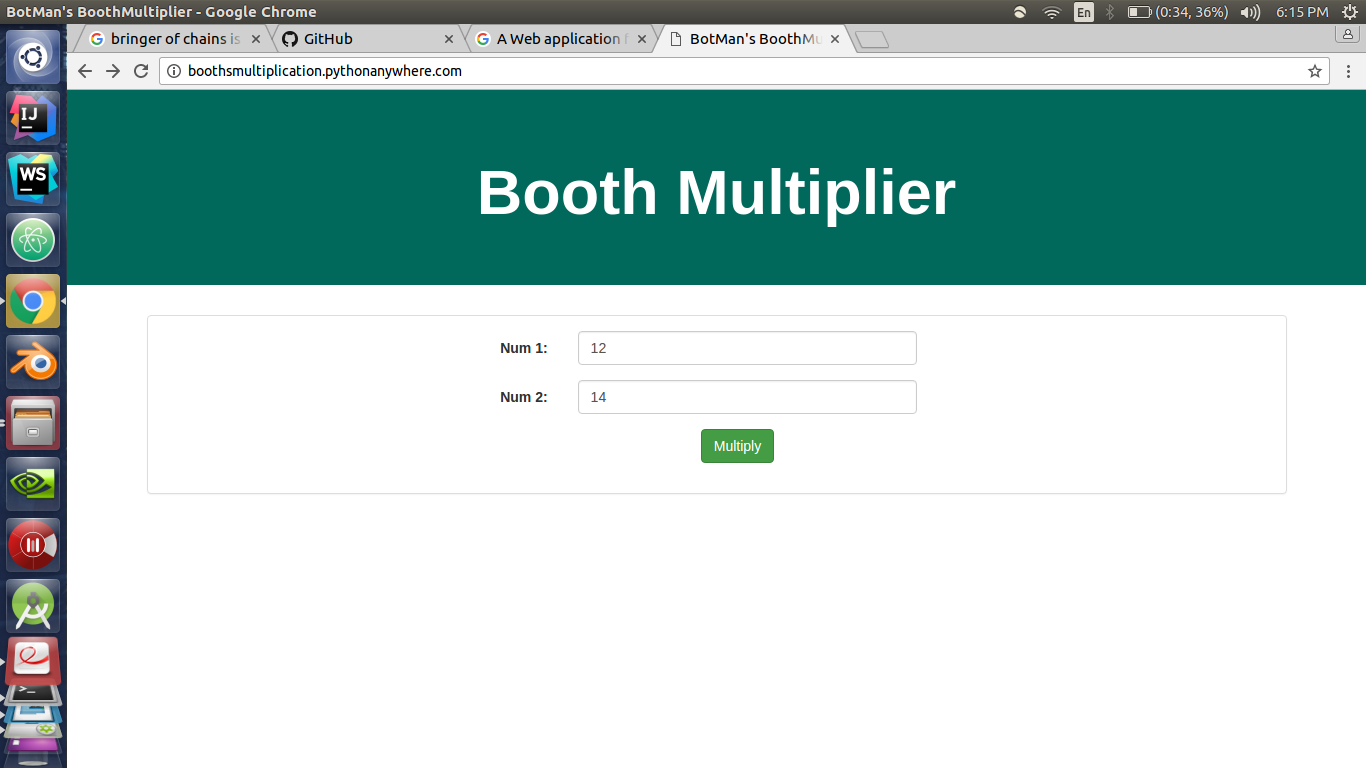 BotMan's BoothMultiplier - Google Chrome
En
(0:34, 36%)
6:15 PM
bringer of chains is
GitHub
A Web application f
BotMan's BoothMu
boothsmultiplication.pythonanywhere.com
Booth Multiplier
Num 1:
12
Num 2:
14
Multiply
IJ
WS
>_